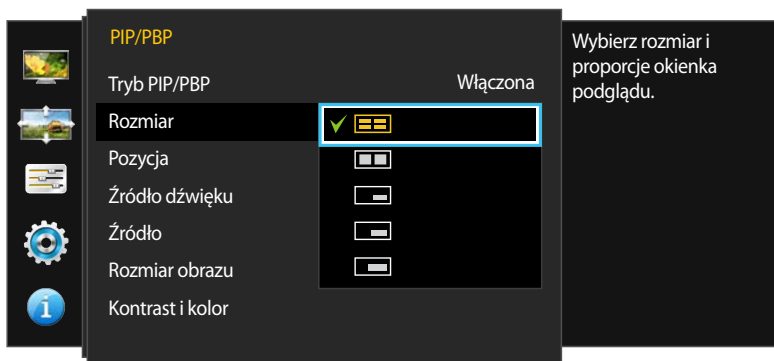 PIP/PBP
Tryb PIP/PBP Włączona
Rozmiar
Pozycja
Źródło dźwięku
Źródło
Rozmiar obrazu
Kontrast i kolor
Wybierz rozmiar i
proporcje okienka
podglądu.